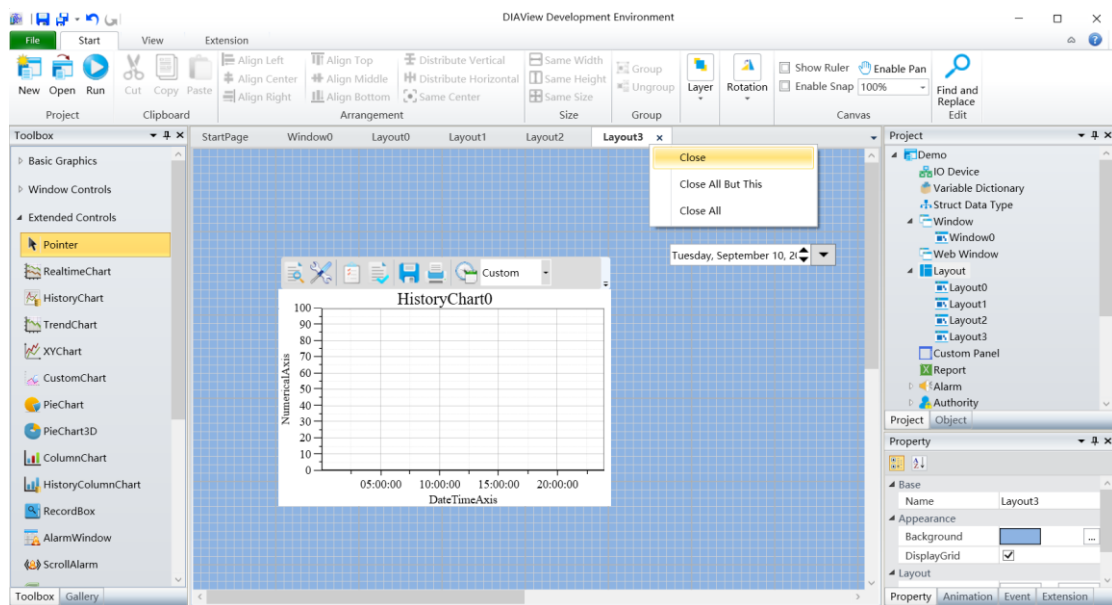 DIAView Development Environment
File Start View Extension
New Open Run
Project
Cut Copy Paste
Clipboard
Align Left Align Top Distribute Vertical
Align Center Align Middle Distribute Horizontal
Align Right Align Bottom Same Center
Arrangement
Same Width
Same Height
Same Size
Size
Group
Ungroup
Group
Layer Rotation
Show Ruler Enable Pan
Enable Snap 100%
Canvas
Find and
Replace
Edit
Toolbox
Basic Graphics
Window Controls
Extended Controls
Pointer
RealtimeChart
HistoryChart
TrendChart
XYChart
CustomChart
PieChart
PieChart3D
ColumnChart
HistoryColumnChart
RecordBox
AlarmWindow
ScrollAlarm
Toolbox Gallery
StartPage Window0 Layout0 Layout1 Layout2 Layout3 x
Close
Close All But This
Close All
Tuesday, September 10, 20
Custom
HistoryChart0
NumericalAxis
100
90
80
70
60
50
40
30
20
10
0
05:00:00 10:00:00 15:00:00 20:00:00
DateTimeAxis
Project
Demo
IO Device
Variable Dictionary
Struct Data Type
Window
Window0
Web Window
Layout
Layout0
Layout1
Layout2
Layout3
Custom Panel
Report
Alarm
Authority
Project Object
Property
Base
Name Layout3
Appearance
Background ...
DisplayGrid
Layout
Property Animation Event Extension